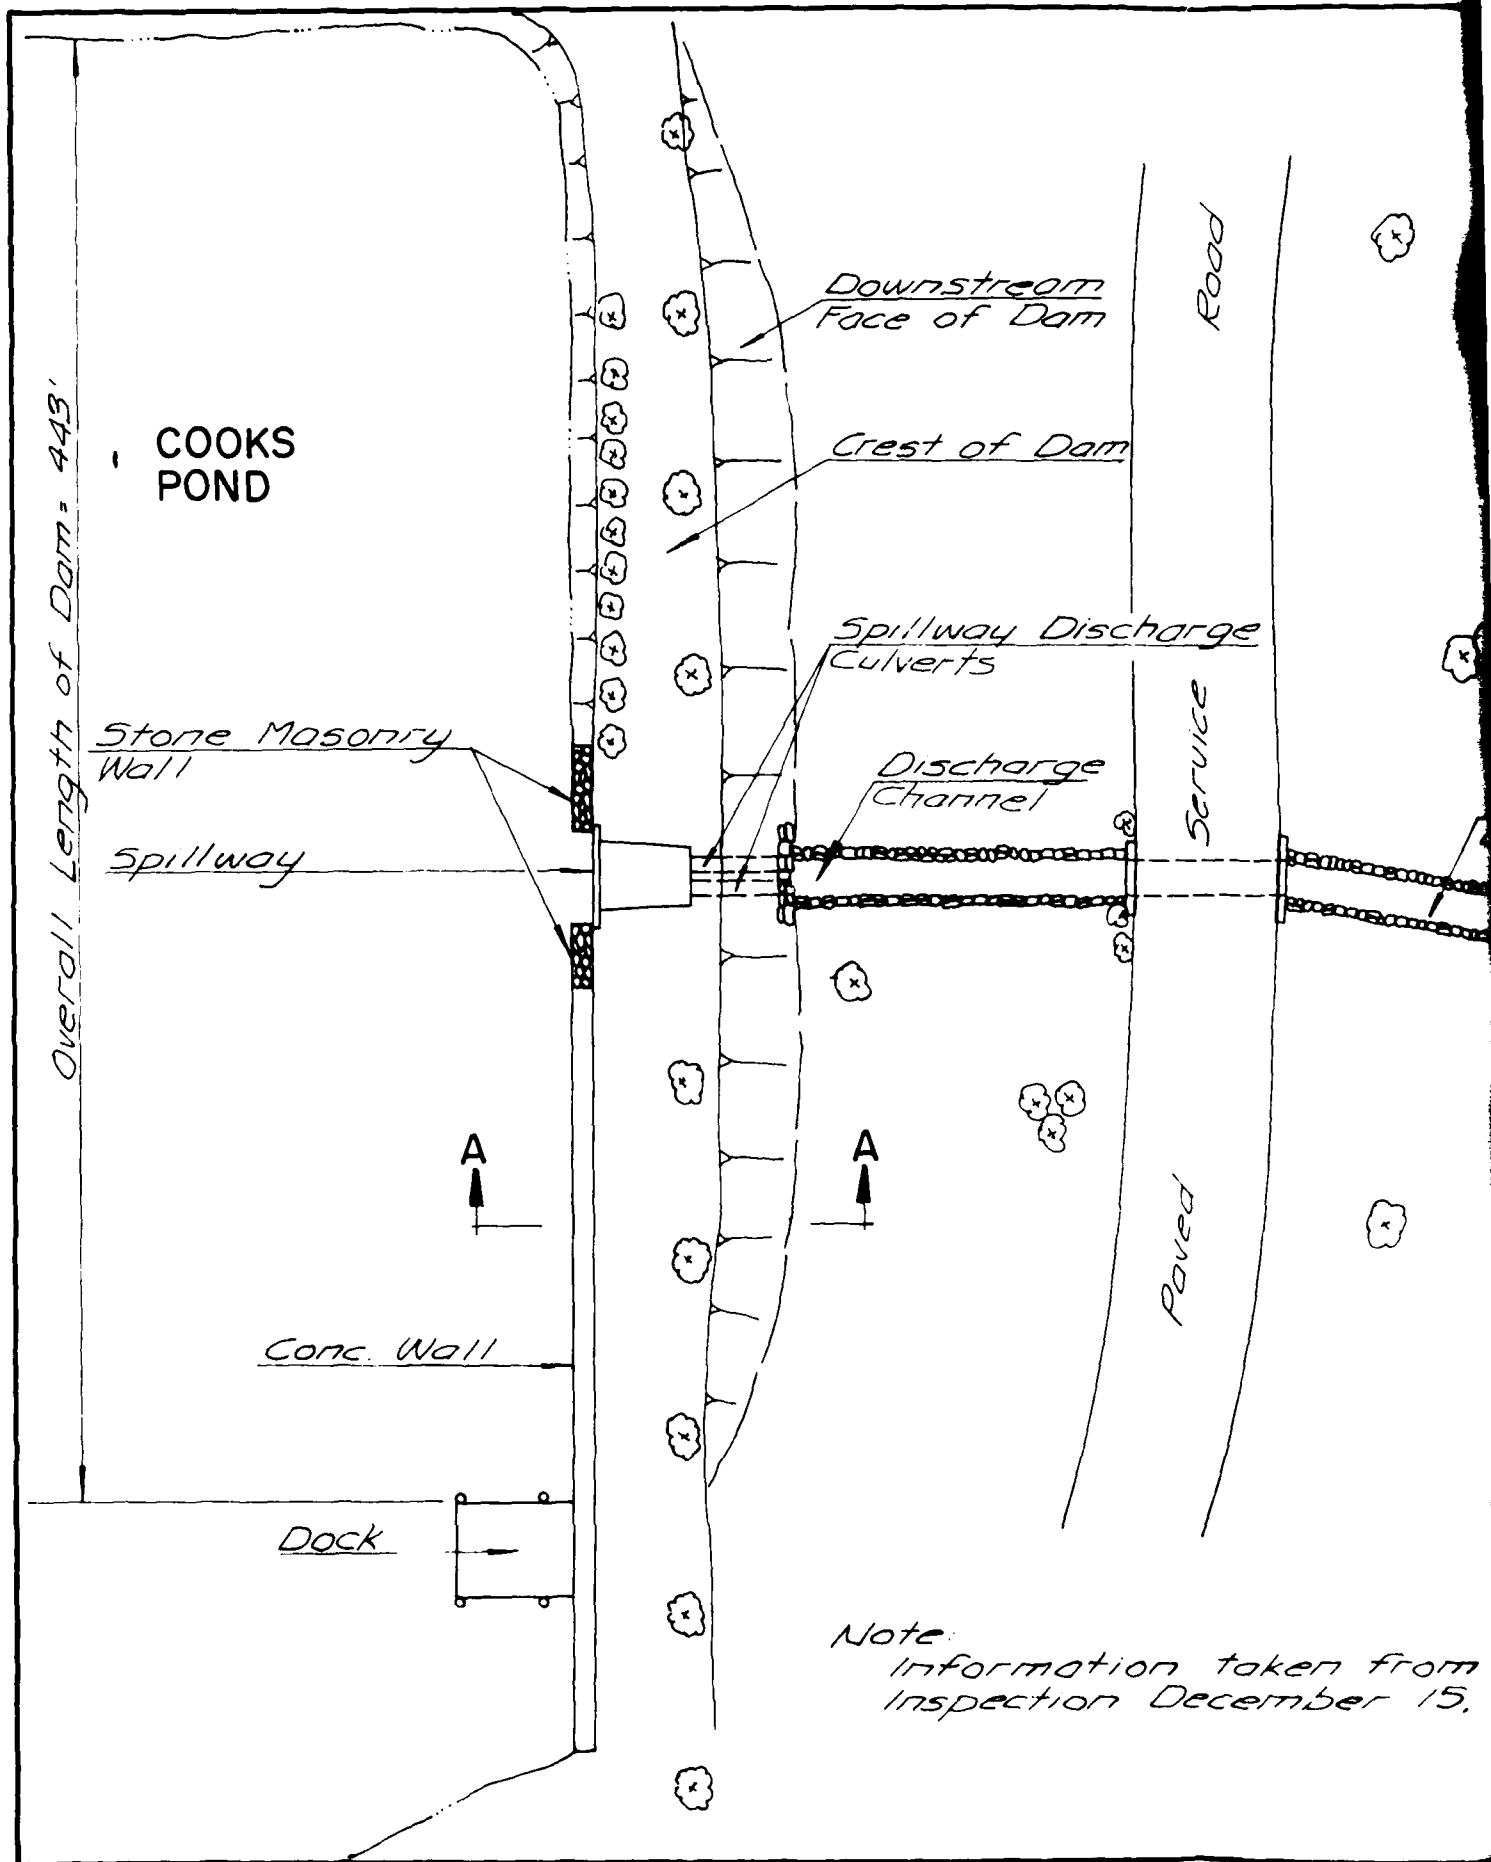 Downstream
Face of Dam
Road
COOKS
POND
Crest of Dam
Overall Length of Dam = 443'
Spillway Discharge
Culverts
Stone Masonry
Wall
Discharge
Channel
Service
Spillway
A
A
Paved
Conc. Wall
Dock
Note:
Information taken from
Inspection December 15.